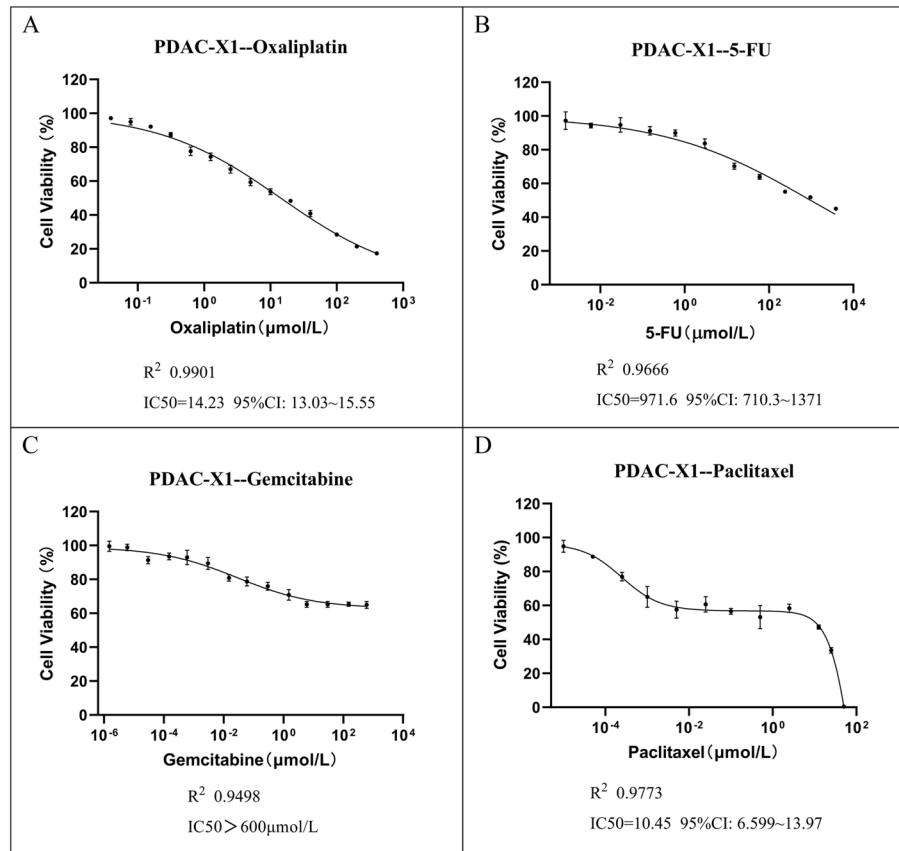 A
PDAC-X1--Oxaliplatin
Cell Viability (%)
120
100
80
60
40
20
0
10⁻¹ 10⁰ 10¹ 10² 10³
Oxaliplatin(μmol/L)
R² 0.9901
IC50=14.23 95%CI: 13.03~15.55
B
PDAC-X1--5-FU
Cell Viability (%)
120
100
80
60
40
20
0
10⁻² 10⁰ 10² 10⁴
5-FU(μmol/L)
R² 0.9666
IC50=971.6 95%CI: 710.3~1371
C
PDAC-X1--Gemcitabine
Cell Viability (%)
120
100
80
60
40
20
0
10⁻⁶ 10⁻⁴ 10⁻² 10⁰ 10² 10⁴
Gemcitabine(μmol/L)
R² 0.9498
IC50>600μmol/L
D
PDAC-X1--Paclitaxel
Cell Viability (%)
120
100
80
60
40
20
0
10⁻⁴ 10⁻² 10⁰ 10²
Paclitaxel(μmol/L)
R² 0.9773
IC50=10.45 95%CI: 6.599~13.97